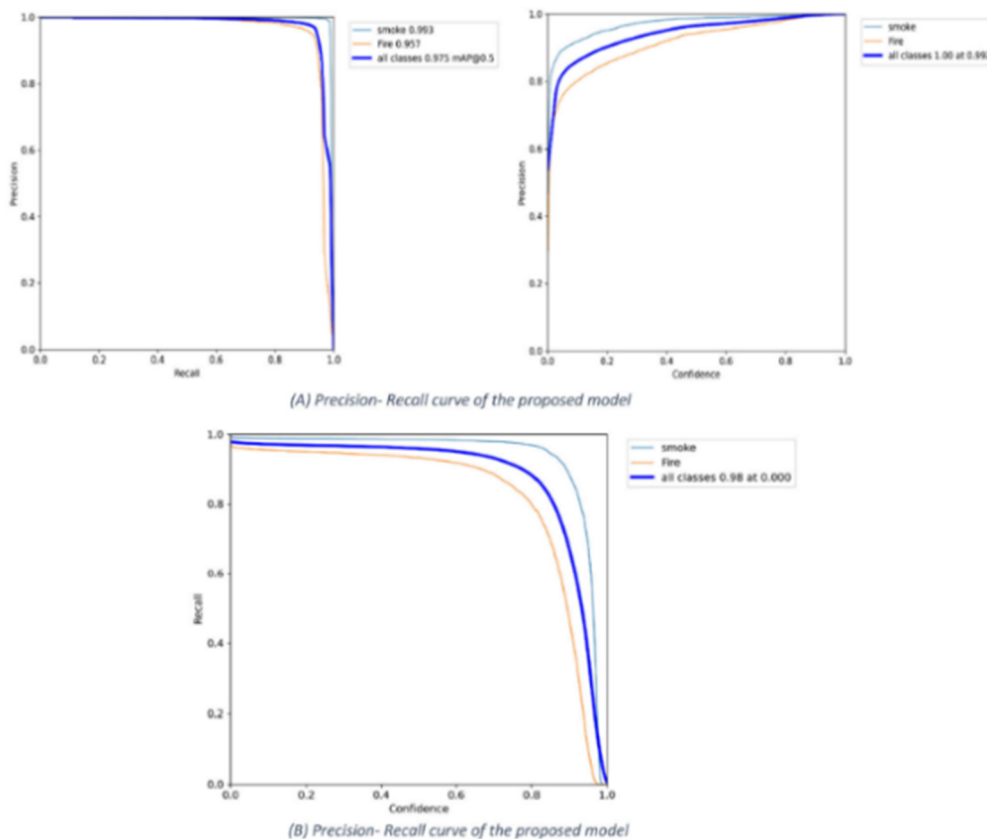 smoke 0.993
Fire 0.957
all classes 0.975 mAP@0.5
Precision
1.0
0.8
0.6
0.4
0.2
0.0
0.0 0.2 0.4 0.6 0.8 1.0
Recall
smoke
Fire
all classes 1.00 at 0.993
Precision
1.0
0.8
0.6
0.4
0.2
0.0
0.0 0.2 0.4 0.6 0.8 1.0
Confidence
(A) Precision- Recall curve of the proposed model
smoke
Fire
all classes 0.98 at 0.000
Recall
1.0
0.8
0.6
0.4
0.2
0.0
0.0 0.2 0.4 0.6 0.8 1.0
Confidence
(B) Precision- Recall curve of the proposed model